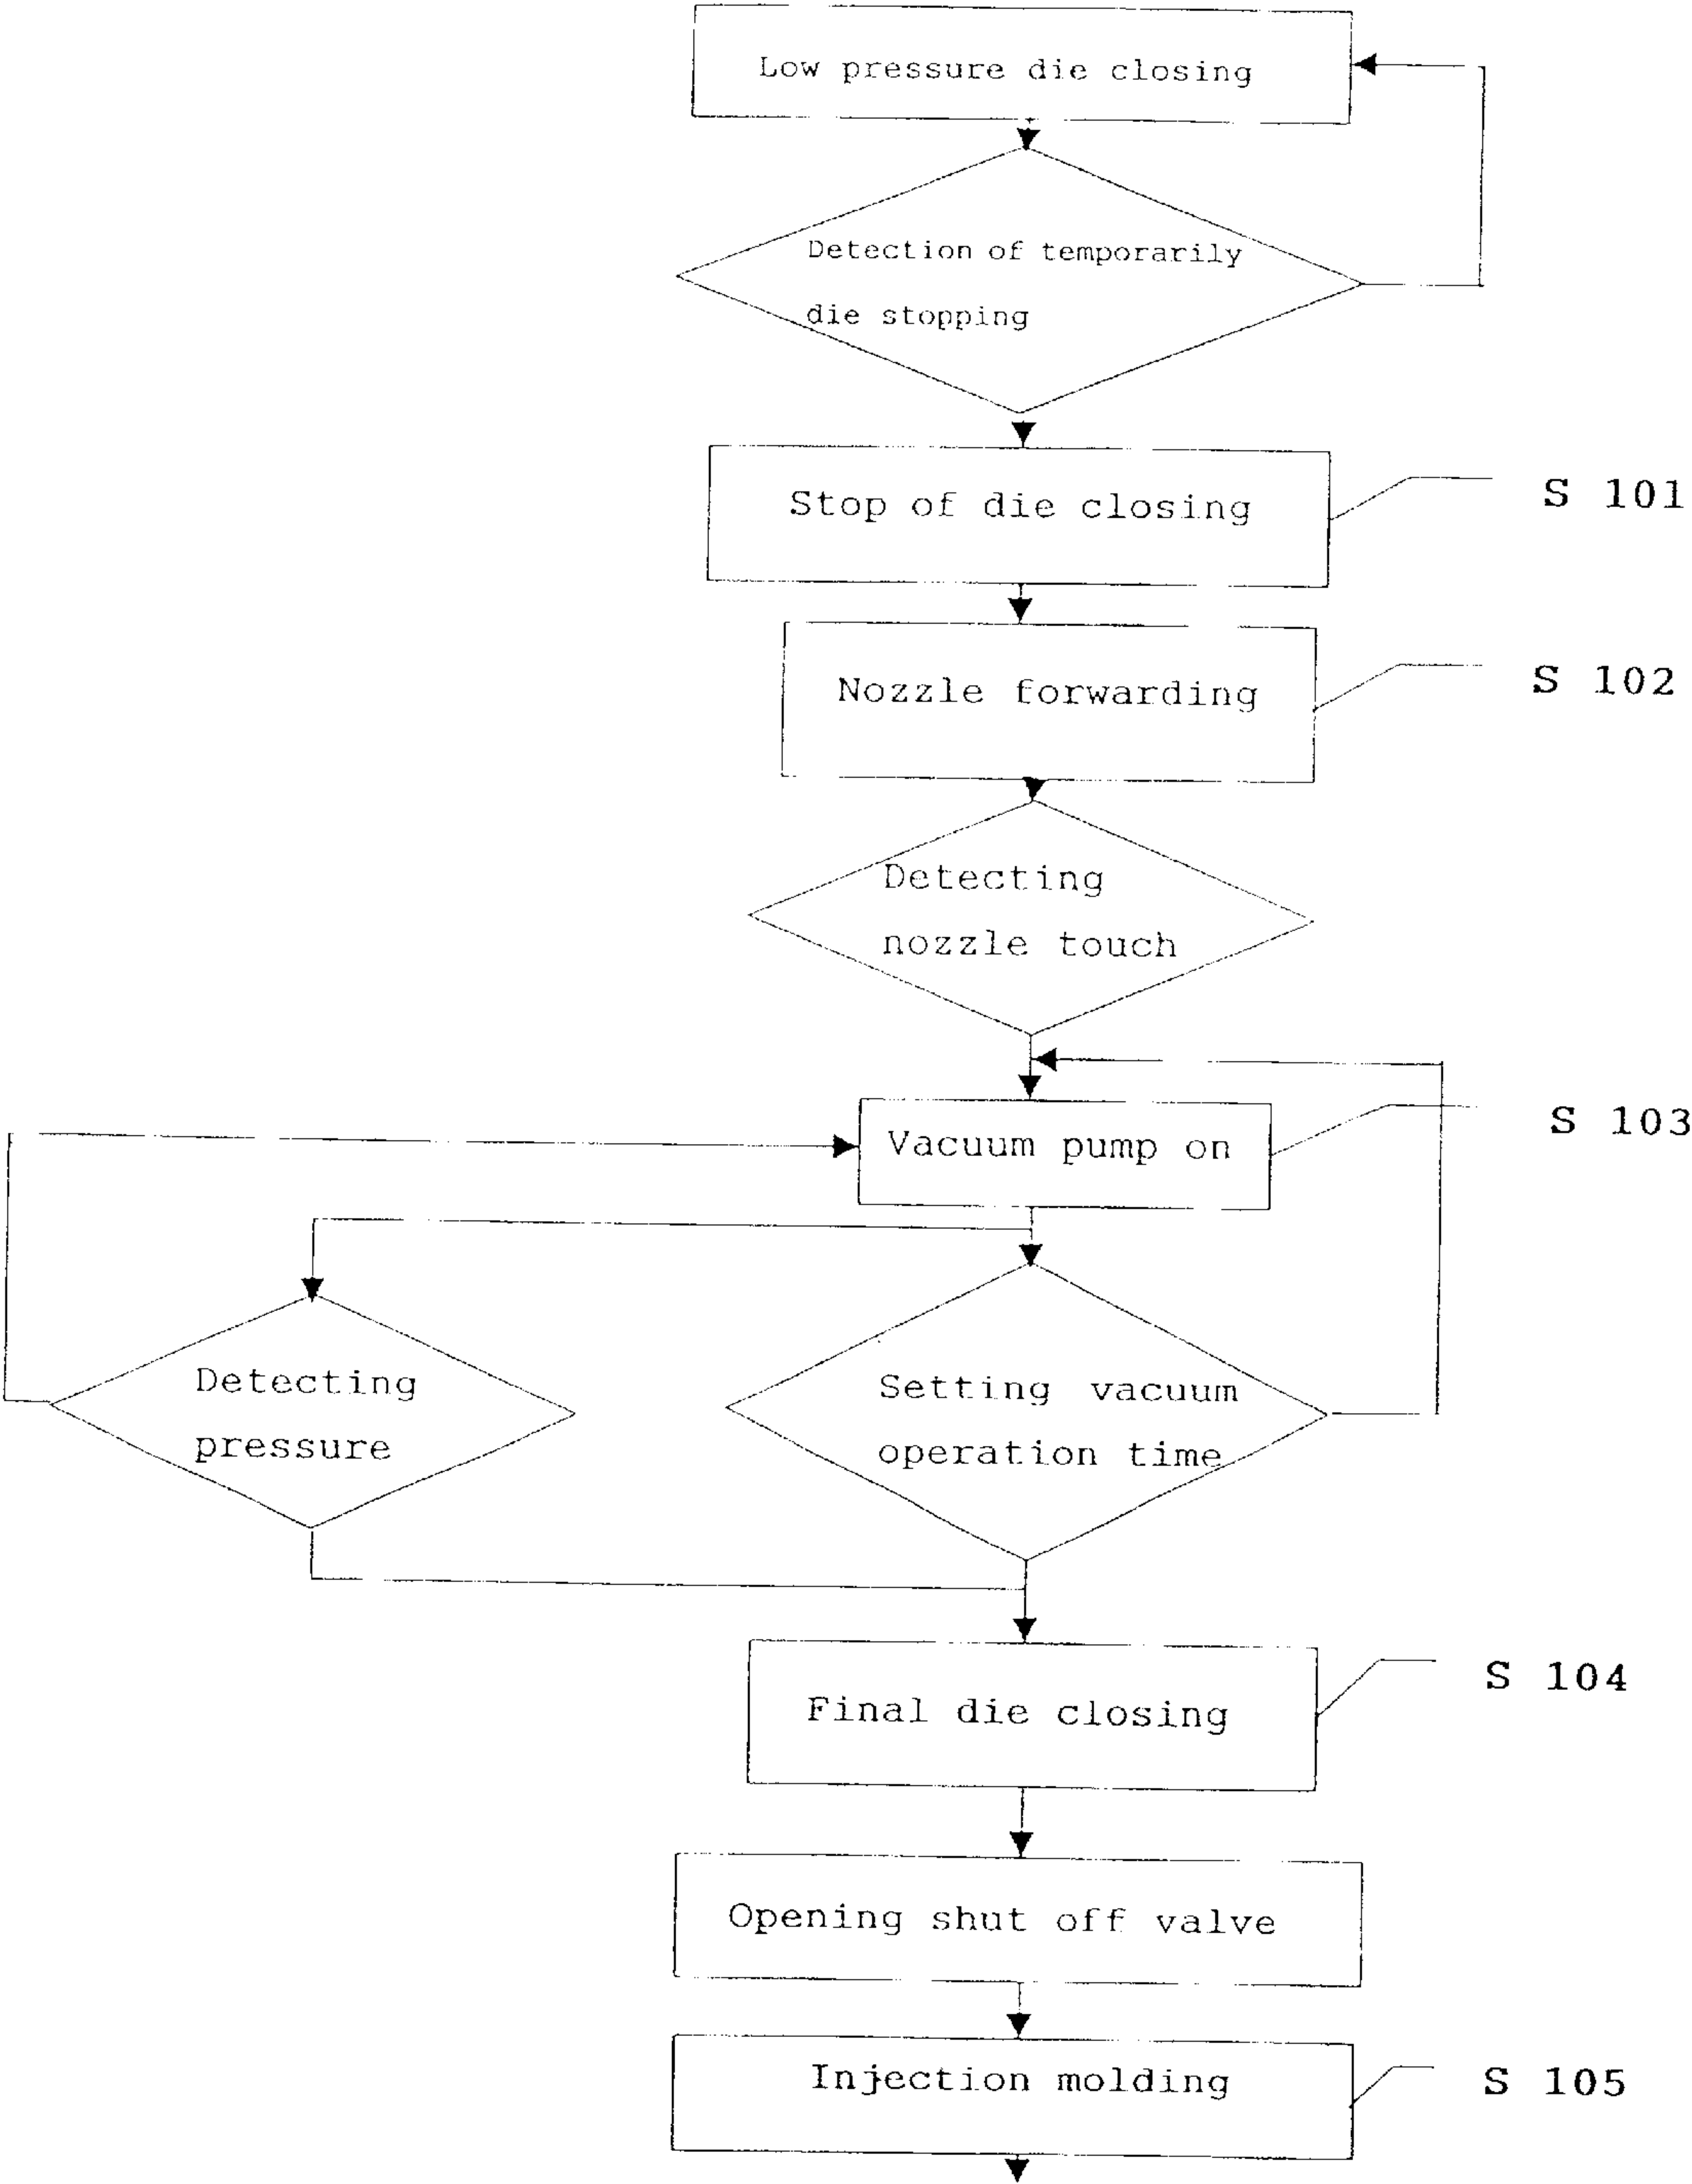 Low pressure die closing
Detection of temporarily
die stopping
Stop of die closing
S 101
Nozzle forwarding
S 102
Detecting
nozzle touch
Vacuum pump on
S 103
Detecting
pressure
Setting vacuum
operation time
Final die closing
S 104
Opening shut off valve
Injection molding
S 105